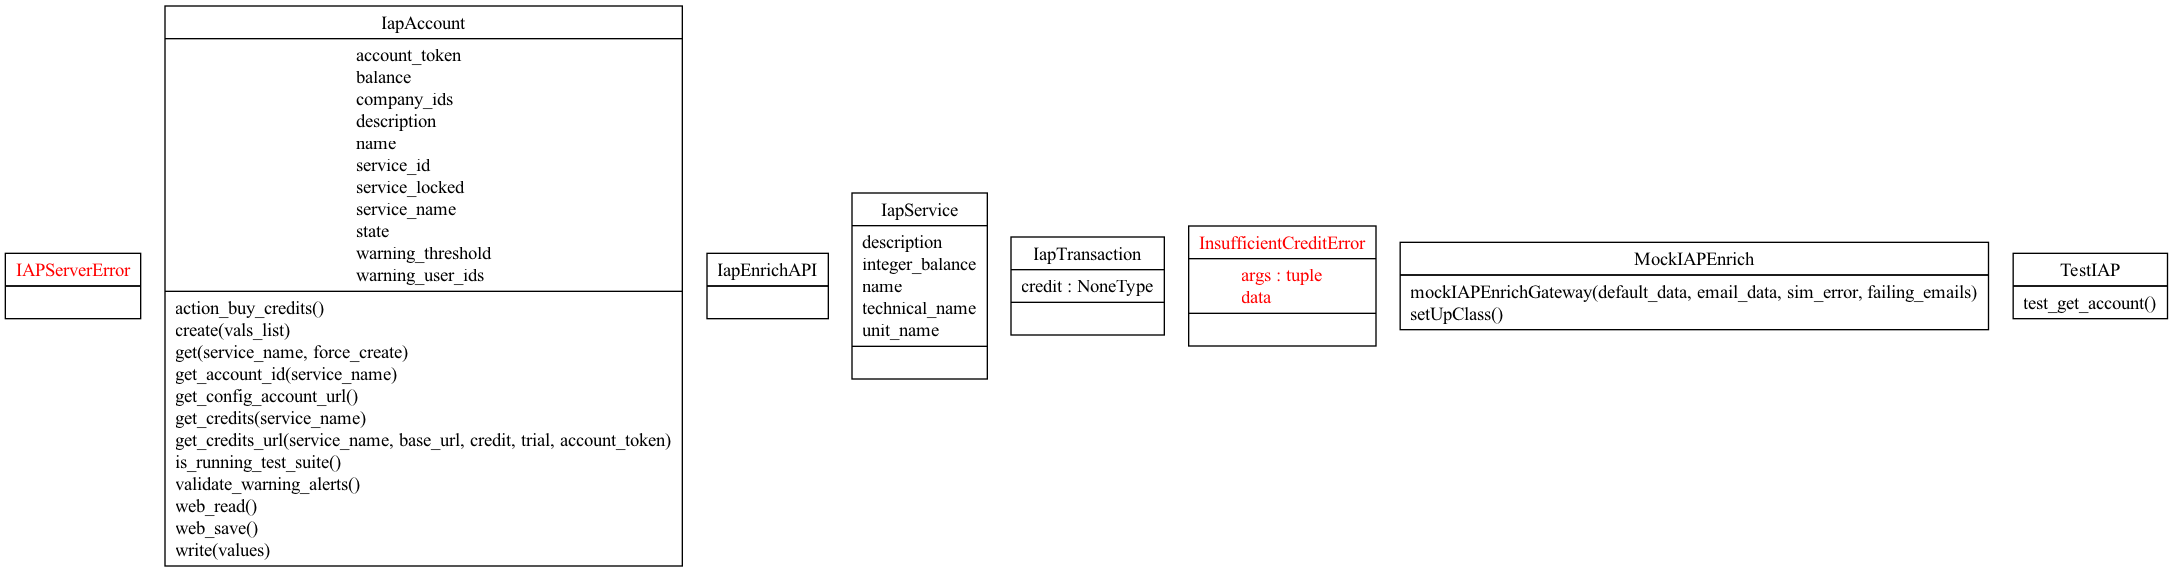 IAPServerError
IapAccount
account_token
balance
company_ids
description
name
service_id
service_locked
service_name
state
warning_threshold
warning_user_ids
action_buy_credits()
create(vals_list)
get(service_name, force_create)
get_account_id(service_name)
get_config_account_url()
get_credits(service_name)
get_credits_url(service_name, base_url, credit, trial, account_token)
is_running_test_suite()
validate_warning_alerts()
web_read()
web_save()
write(values)
IapEnrichAPI
IapService
description
integer_balance
name
technical_name
unit_name
IapTransaction
credit : NoneType
InsufficientCreditError
args : tuple
data
MockIAPEnrich
mockIAPEnrichGateway(default_data, email_data, sim_error, failing_emails)
setUpClass()
TestIAP
test_get_account()